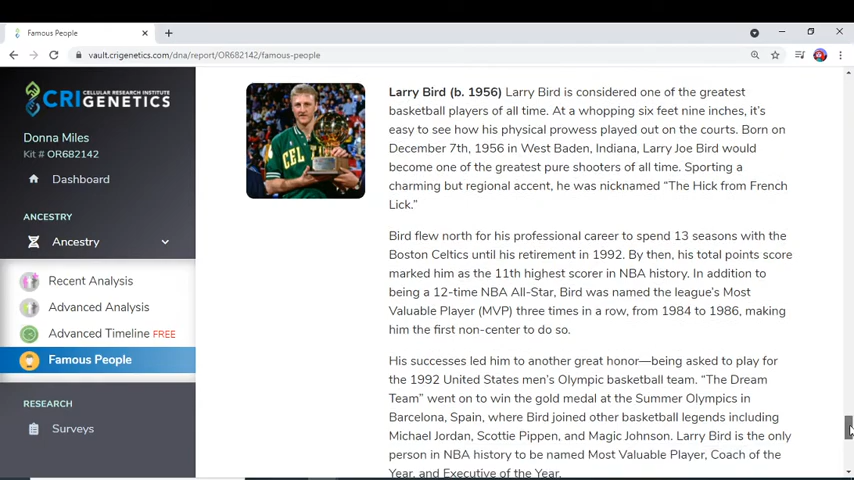 Famous People
vault.crigenetics.com/dna/report/OR682142/famous-people
CRI CELLULAR RESEARCH INSTITUTE
GENETICS
Donna Miles
Kit # OR682142
Dashboard
ANCESTRY
Ancestry
Recent Analysis
Advanced Analysis
Advanced Timeline FREE
Famous People
RESEARCH
Surveys
CELT
Larry Bird (b. 1956) Larry Bird is considered one of the greatest
basketball players of all time. At a whopping six feet nine inches, it’s
easy to see how his physical prowess played out on the courts. Born on
December 7th, 1956 in West Baden, Indiana, Larry Joe Bird would
become one of the greatest pure shooters of all time. Sporting a
charming but regional accent, he was nicknamed “The Hick from French
Lick.”
Bird flew north for his professional career to spend 13 seasons with the
Boston Celtics until his retirement in 1992. By then, his total points score
marked him as the 11th highest scorer in NBA history. In addition to
being a 12-time NBA All-Star, Bird was named the league’s Most
Valuable Player (MVP) three times in a row, from 1984 to 1986, making
him the first non-center to do so.
His successes led him to another great honor—being asked to play for
the 1992 United States men’s Olympic basketball team. “The Dream
Team” went on to win the gold medal at the Summer Olympics in
Barcelona, Spain, where Bird joined other basketball legends including
Michael Jordan, Scottie Pippen, and Magic Johnson. Larry Bird is the only
person in NBA history to be named Most Valuable Player, Coach of the
Year, and Executive of the Year.